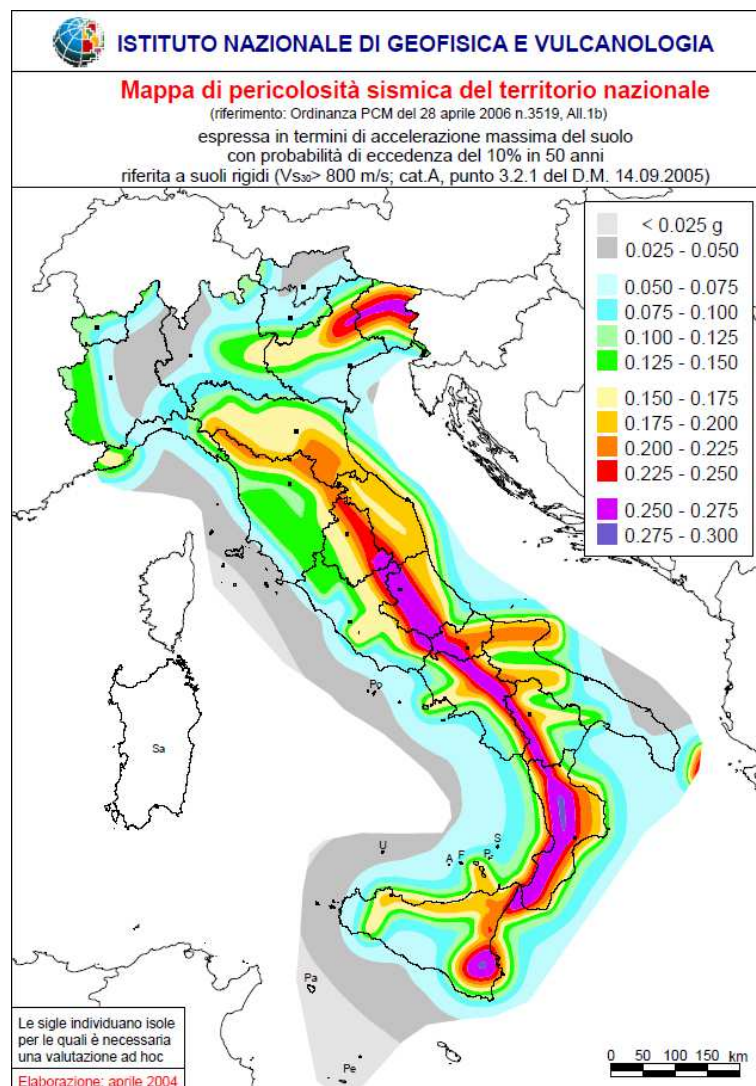 ISTITUTO NAZIONALE DI GEOFISICA E VULCANOLOGIA
Mappa di pericolosità sismica del territorio nazionale
(riferimento: Ordinanza PCM del 28 aprile 2006 n.3519, All.1b)
espressa in termini di accelerazione massima del suolo
con probabilità di eccedenza del 10% in 50 anni
riferita a suoli rigidi (Vs30> 800 m/s; cat.A, punto 3.2.1 del D.M. 14.09.2005)
< 0.025 g
0.025 - 0.050
0.050 - 0.075
0.075 - 0.100
0.100 - 0.125
0.125 - 0.150
0.150 - 0.175
0.175 - 0.200
0.200 - 0.225
0.225 - 0.250
0.250 - 0.275
0.275 - 0.300
Po
Sa
U
A
F
P
S
Pa
Pe
Le sigle individuano isole
per le quali è necessaria
una valutazione ad hoc
Elaborazione: aprile 2004
0 50 100 150 km